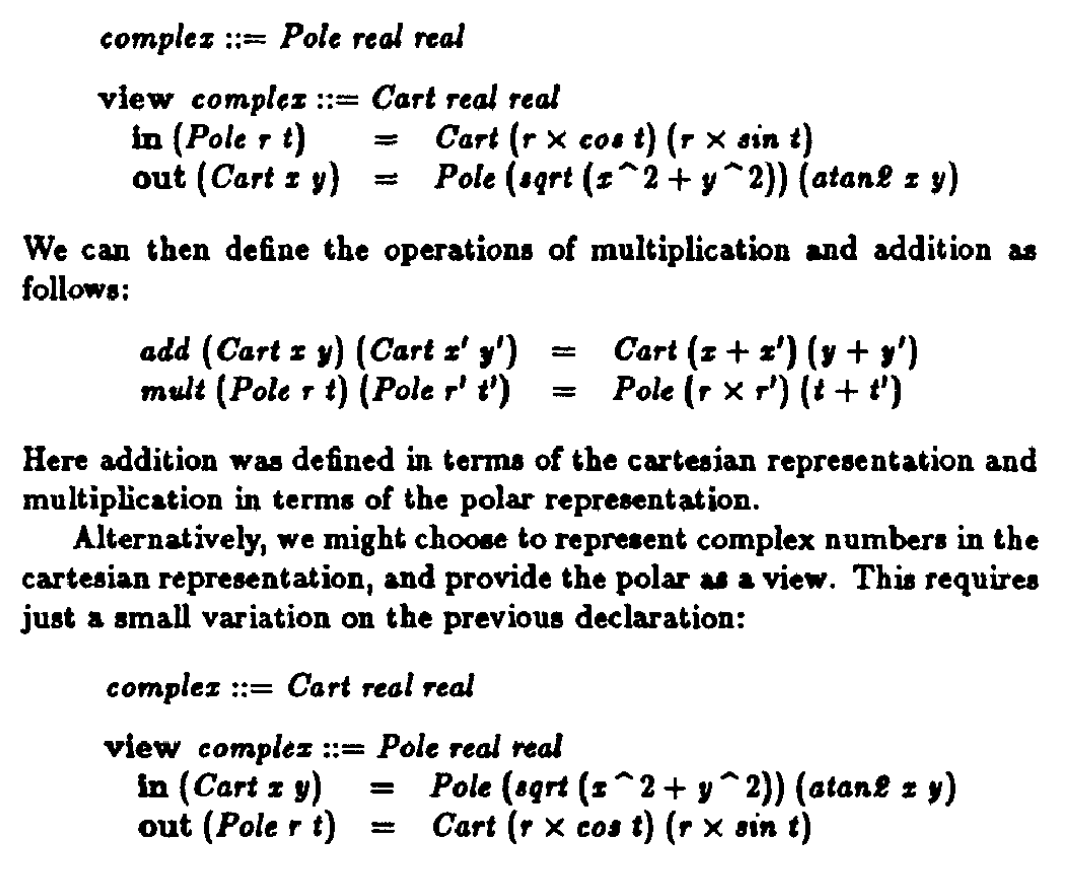 complex ::= Pole real real
view complex ::= Cart real real
in (Pole r t) = Cart (r × cos t) (r × sin t)
out (Cart x y) = Pole (sqrt (x^2 + y^2)) (atan2 x y)
We can then define the operations of multiplication and addition as
follows:
add (Cart x y) (Cart x' y') = Cart (x + x') (y + y')
mult (Pole r t) (Pole r' t') = Pole (r × r') (t + t')
Here addition was defined in terms of the cartesian representation and
multiplication in terms of the polar representation.
Alternatively, we might choose to represent complex numbers in the
cartesian representation, and provide the polar as a view. This requires
just a small variation on the previous declaration:
complex ::= Cart real real
view complex ::= Pole real real
in (Cart x y) = Pole (sqrt (x^2 + y^2)) (atan2 x y)
out (Pole r t) = Cart (r × cos t) (r × sin t)